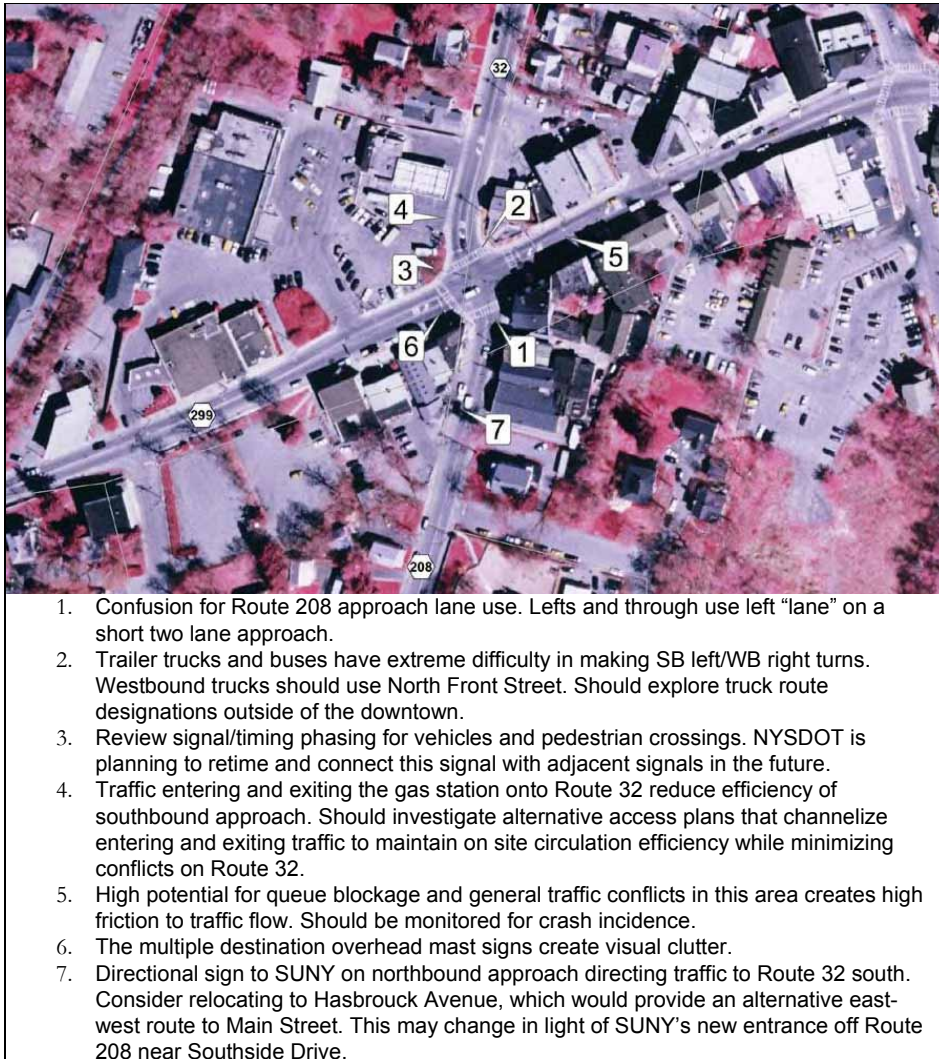 32
4
2
3
5
6
1
299
7
208
1. Confusion for Route 208 approach lane use. Lefts and through use left “lane” on a
short two lane approach.
2. Trailer trucks and buses have extreme difficulty in making SB left/WB right turns.
Westbound trucks should use North Front Street. Should explore truck route
designations outside of the downtown.
3. Review signal/timing phasing for vehicles and pedestrian crossings. NYSDOT is
planning to retime and connect this signal with adjacent signals in the future.
4. Traffic entering and exiting the gas station onto Route 32 reduce efficiency of
southbound approach. Should investigate alternative access plans that channelize
entering and exiting traffic to maintain on site circulation efficiency while minimizing
conflicts on Route 32.
5. High potential for queue blockage and general traffic conflicts in this area creates high
friction to traffic flow. Should be monitored for crash incidence.
6. The multiple destination overhead mast signs create visual clutter.
7. Directional sign to SUNY on northbound approach directing traffic to Route 32 south.
Consider relocating to Hasbrouck Avenue, which would provide an alternative east-
west route to Main Street. This may change in light of SUNY’s new entrance off Route
208 near Southside Drive.